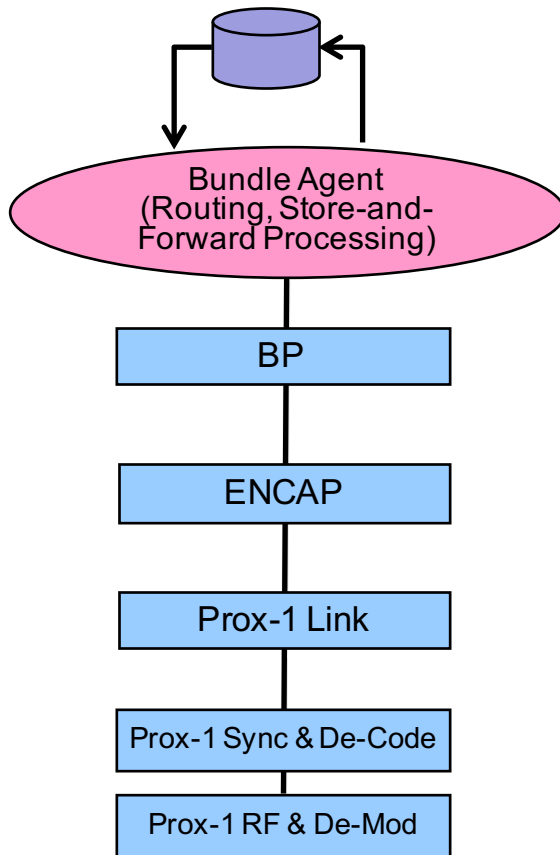 Bundle Agent
(Routing, Store-and-
Forward Processing)
BP
ENCAP
Prox-1 Link
Prox-1 Sync & De-Code
Prox-1 RF & De-Mod